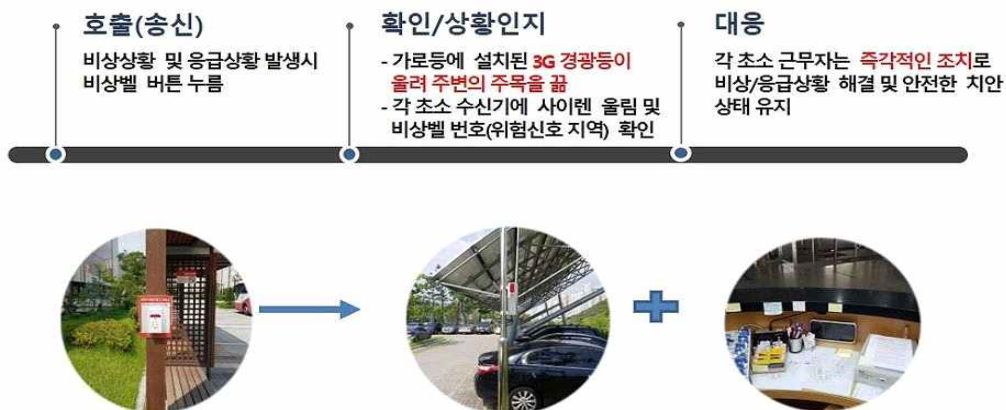 호출(송신)
비상상황 및 응급상황 발생시
비상벨 버튼 누름
확인/상황인지
- 가로등에 설치된 3G 경광등이
울려 주변의 주목을 끎
- 각 초소 수신기에 사이렌 울림 및
비상벨 번호(위험신호 지역) 확인
대응
각 초소 근무자는 즉각적인 조치로
비상/응급상황 해결 및 안전한 치안
상태 유지